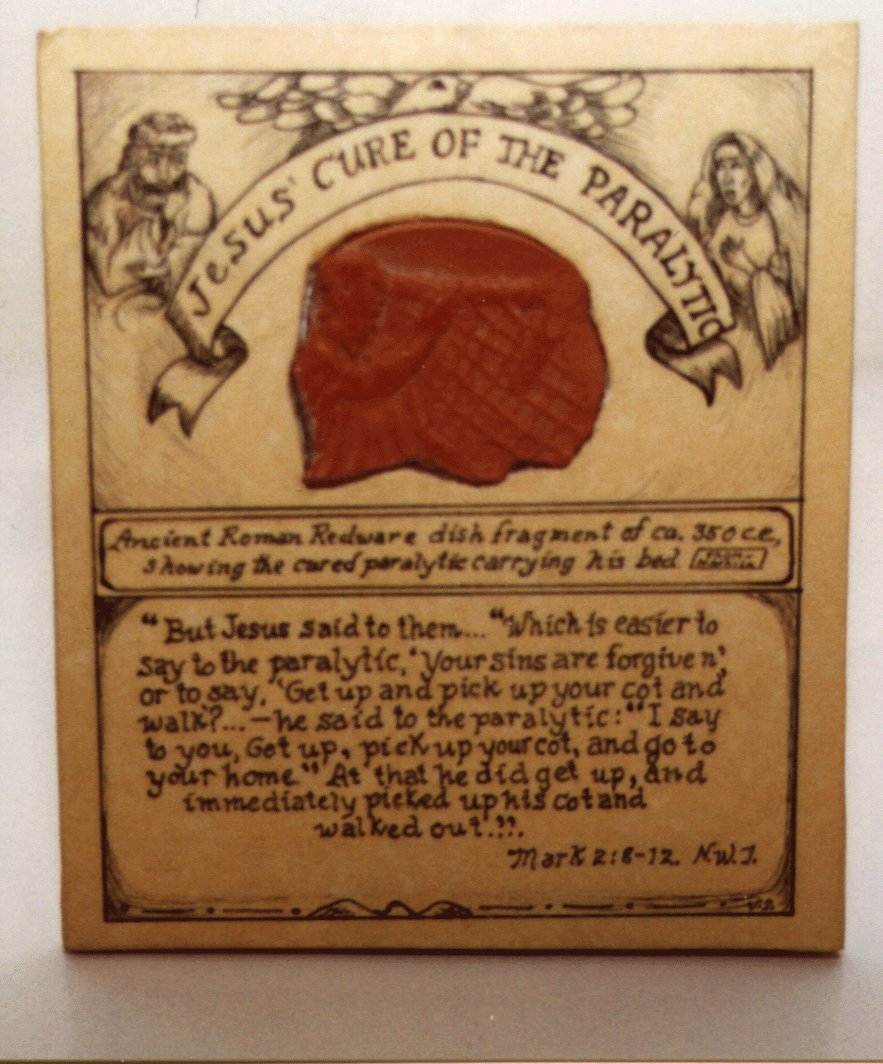 JESUS' CURE OF THE PARALYTIC
Ancient Roman Redware dish fragment of ca. 350 c.e.,
showing the cured paralytic carrying his bed
"But Jesus said to them... "Which is easier to
say to the paralytic, 'Your sins are forgiven',
or to say, 'Get up and pick up your cot and
walk?...—he said to the paralytic: "I say
to you, Get up, pick up your cot, and go to
your home" At that he did get up, and
immediately picked up his cot and
walked out.".
Mark 2:8-12. N.W.T.